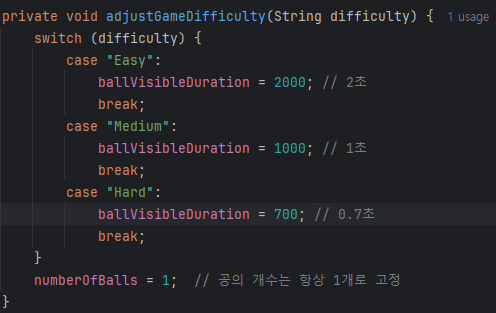 private void adjustGameDifficulty(String difficulty) { 1 usage
switch (difficulty) {
case "Easy":
ballVisibleDuration = 2000; // 2초
break;
case "Medium":
ballVisibleDuration = 1000; // 1초
break;
case "Hard":
ballVisibleDuration = 700; // 0.7초
break;
}
numberOfBalls = 1; // 공의 개수는 항상 1개로 고정
}